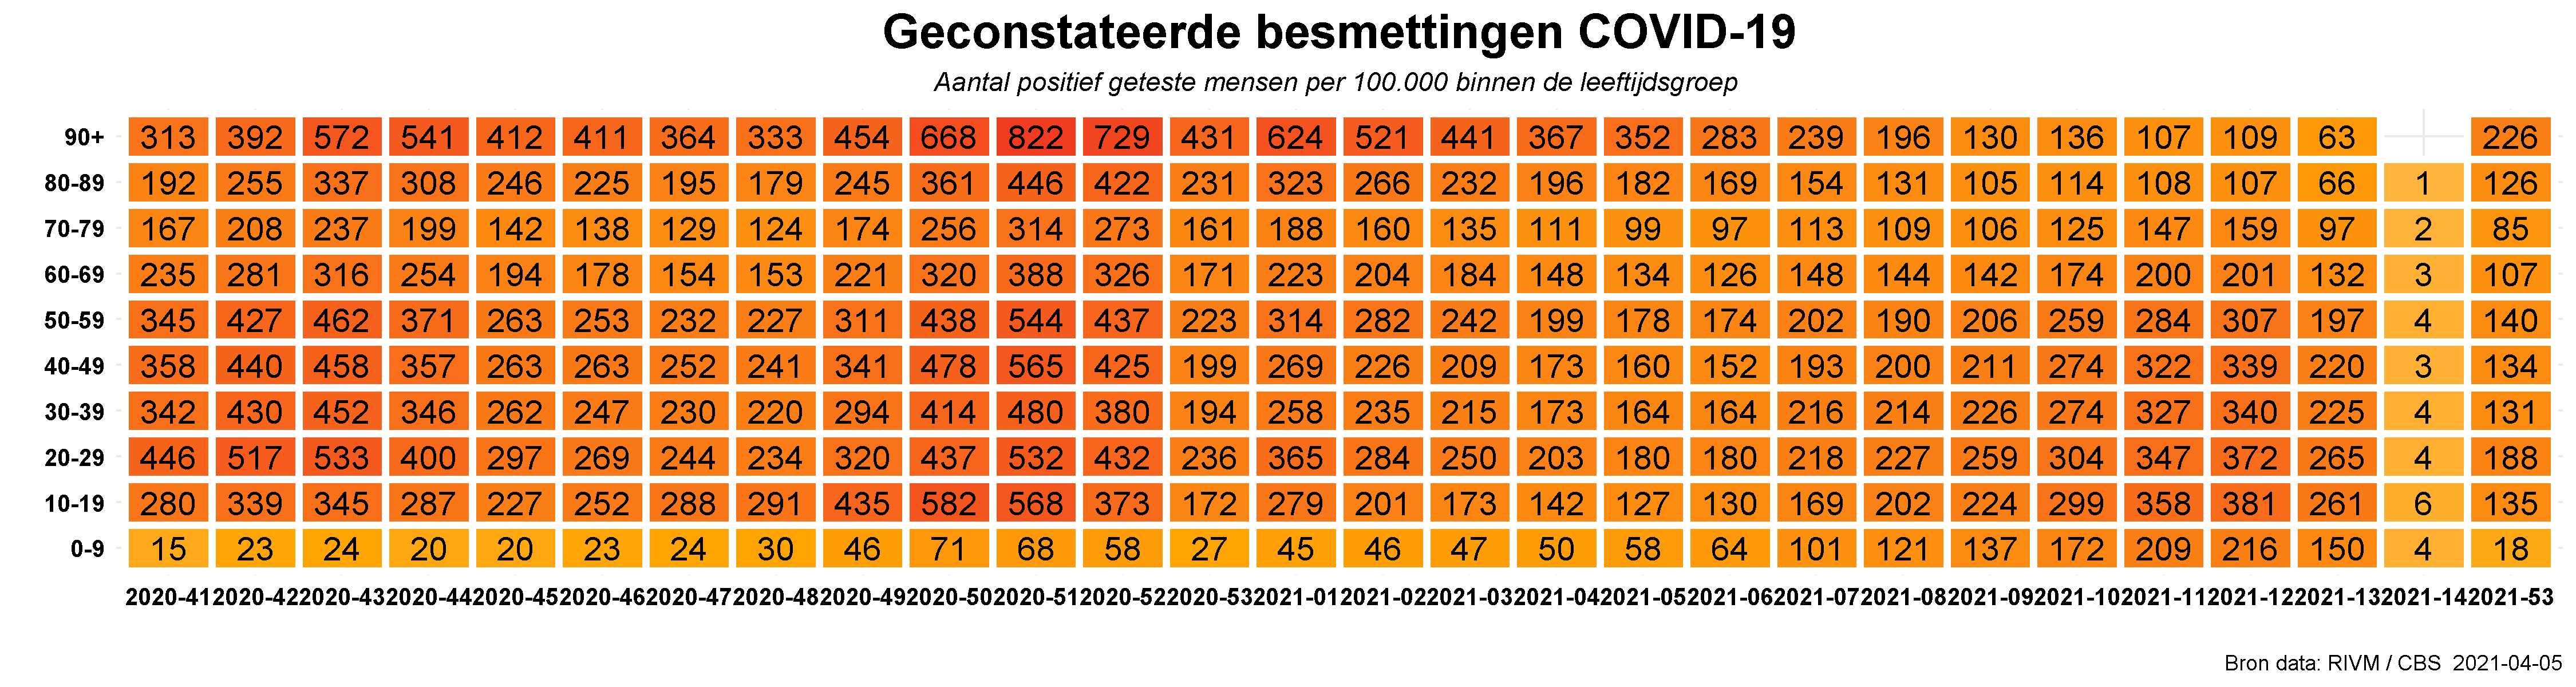 Geconstateerde besmettingen COVID-19
Aantal positief geteste mensen per 100.000 binnen de leeftijdsgroep
90+ 313 392 572 541 412 411 364 333 454 668 822 729 431 624 521 441 367 352 283 239 196 130 136 107 109 63 226
80-89 192 255 337 308 246 225 195 179 245 361 446 422 231 323 266 232 196 182 169 154 131 105 114 108 107 66 1 126
70-79 167 208 237 199 142 138 129 124 174 256 314 273 161 188 160 135 111 99 97 113 109 106 125 147 159 97 2 85
60-69 235 281 316 254 194 178 154 153 221 320 388 326 171 223 204 184 148 134 126 148 144 142 174 200 201 132 3 107
50-59 345 427 462 371 263 253 232 227 311 438 544 437 223 314 282 242 199 178 174 202 190 206 259 284 307 197 4 140
40-49 358 440 458 357 263 263 252 241 341 478 565 425 199 269 226 209 173 160 152 193 200 211 274 322 339 220 3 134
30-39 342 430 452 346 262 247 230 220 294 414 480 380 194 258 235 215 173 164 164 216 214 226 274 327 340 225 4 131
20-29 446 517 533 400 297 269 244 234 320 437 532 432 236 365 284 250 203 180 180 218 227 259 304 347 372 265 4 188
10-19 280 339 345 287 227 252 288 291 435 582 568 373 172 279 201 173 142 127 130 169 202 224 299 358 381 261 6 135
0-9 15 23 24 20 20 23 24 30 46 71 68 58 27 45 46 47 50 58 64 101 121 137 172 209 216 150 4 18
2020-41 2020-42 2020-43 2020-44 2020-45 2020-46 2020-47 2020-48 2020-49 2020-50 2020-51 2020-52 2020-53 2021-01 2021-02 2021-03 2021-04 2021-05 2021-06 2021-07 2021-08 2021-09 2021-10 2021-11 2021-12 2021-13 2021-14 2021-53
Bron data: RIVM / CBS 2021-04-05